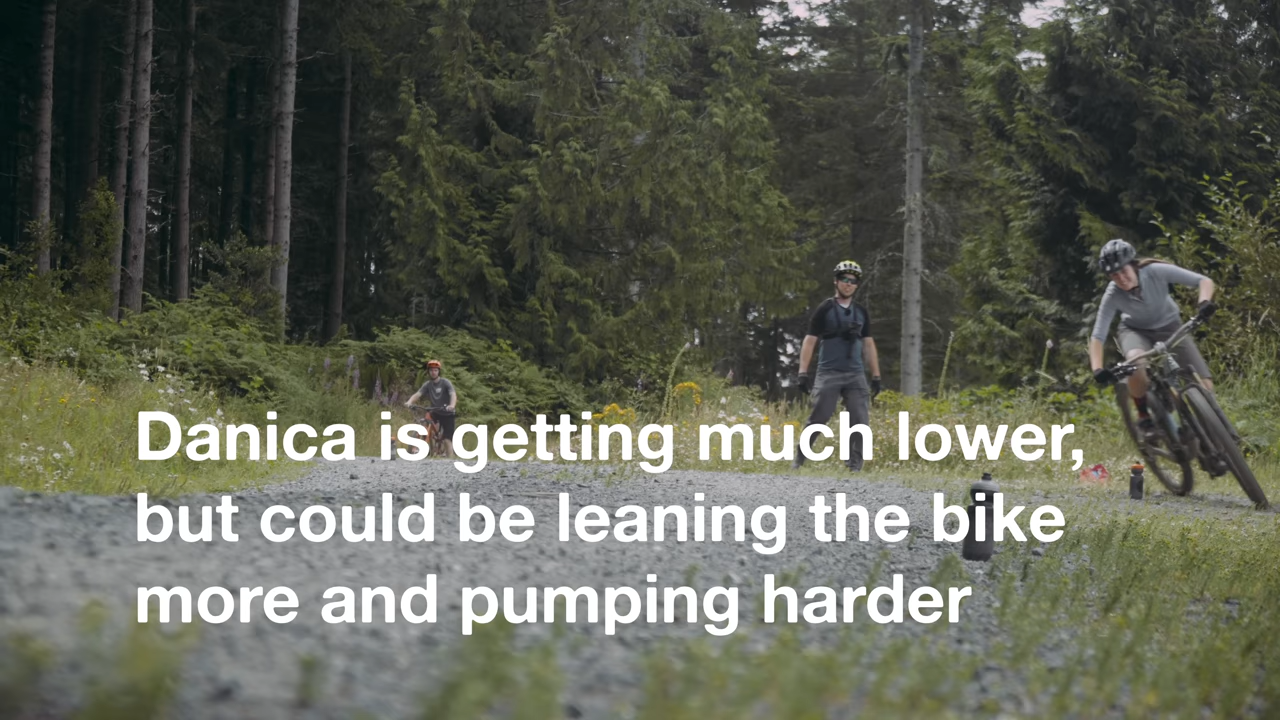 Danica is getting much lower,
but could be leaning the bike
more and pumping harder